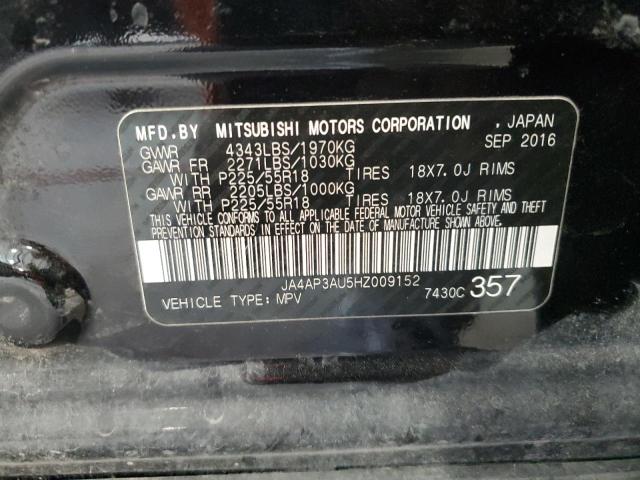 MFD.BY MITSUBISHI MOTORS CORPORATION , JAPAN
GVWR 4343LBS/1970KG SEP 2016
GAWR FR 2271LBS/1030KG
WITH P225/55R18 TIRES 18X7.0J RIMS
GAWR RR 2205LBS/1000KG
WITH P225/55R18 TIRES 18X7.0J RIMS
THIS VEHICLE CONFORMS TO ALL APPLICABLE FEDERAL MOTOR VEHICLE SAFETY AND THEFT
PREVENTION STANDARDS IN EFFECT ON THE DATE OF MANUFACTURE SHOWN ABOVE.
JA4AP3AU5HZ009152
VEHICLE TYPE: MPV 7430C 357